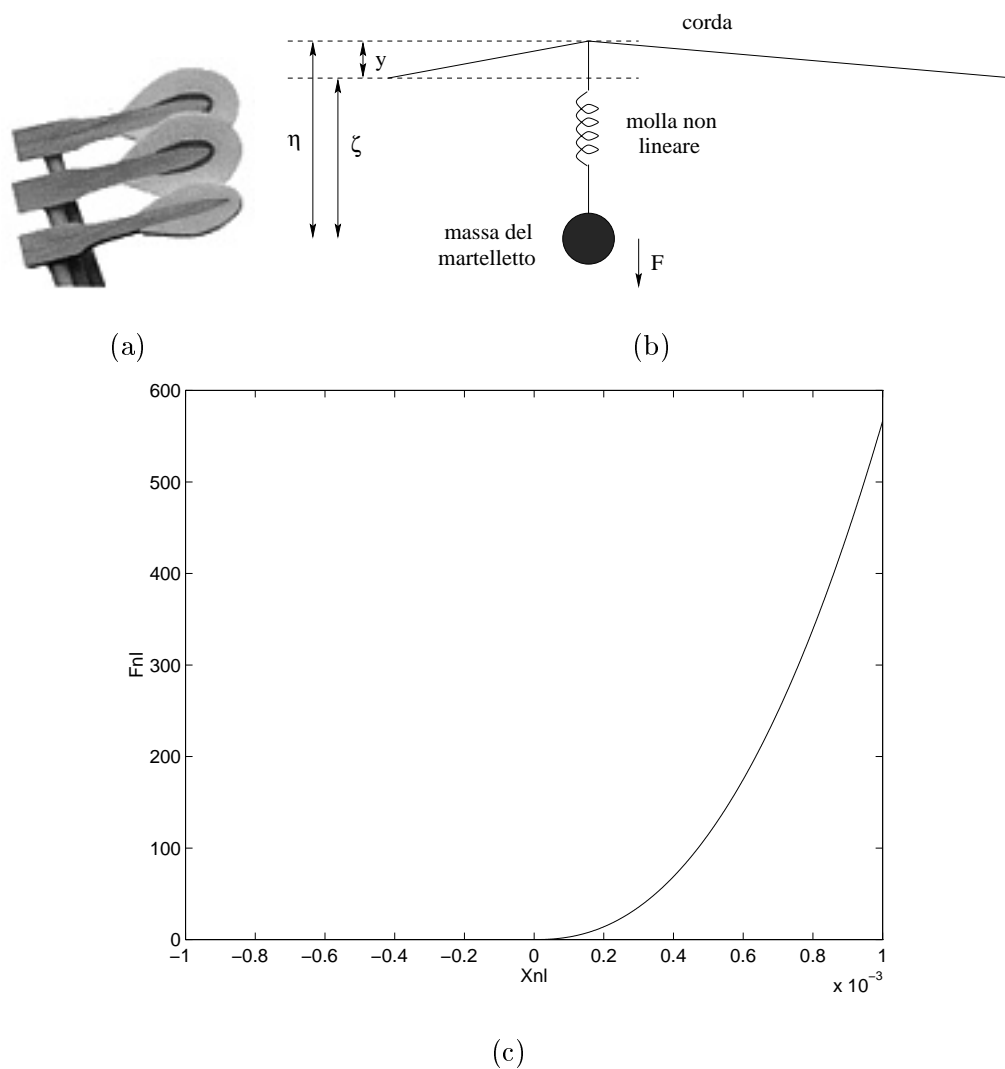 corda
y
η
ζ
molla non
lineare
massa del
martelletto
F
(a)
(b)
600
500
400
300
200
100
0
Fnl
−1
−0.8
−0.6
−0.4
−0.2
0
0.2
0.4
0.6
0.8
1
Xnl
x 10⁻³
(c)